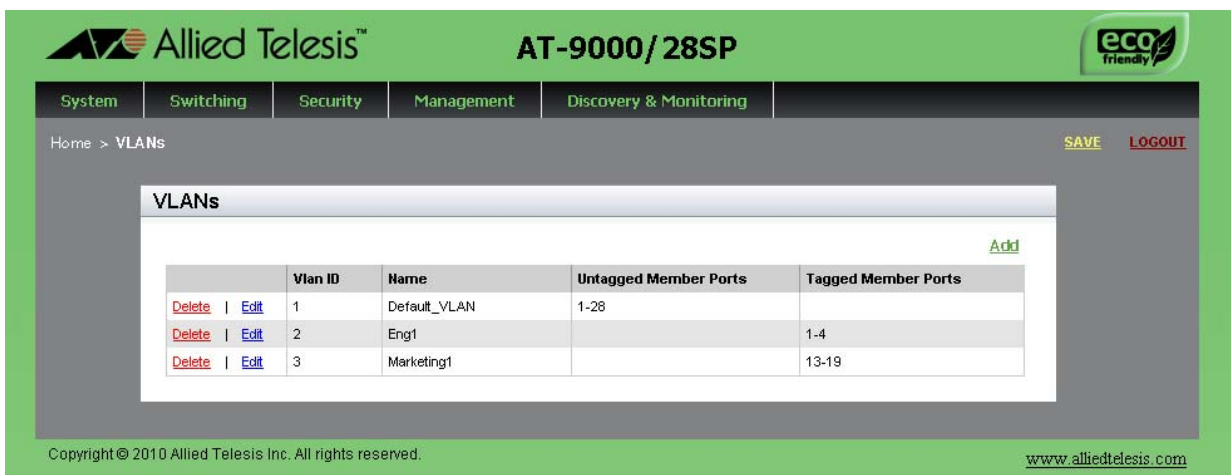 Allied Telesis™ AT-9000/28SP eco friendly
System Switching Security Management Discovery & Monitoring
Home > VLANs SAVE LOGOUT
VLANs
Add
Vlan ID Name Untagged Member Ports Tagged Member Ports
Delete | Edit 1 Default_VLAN 1-28
Delete | Edit 2 Eng1 1-4
Delete | Edit 3 Marketing1 13-19
Copyright © 2010 Allied Telesis Inc. All rights reserved. www.alliedtelesis.com